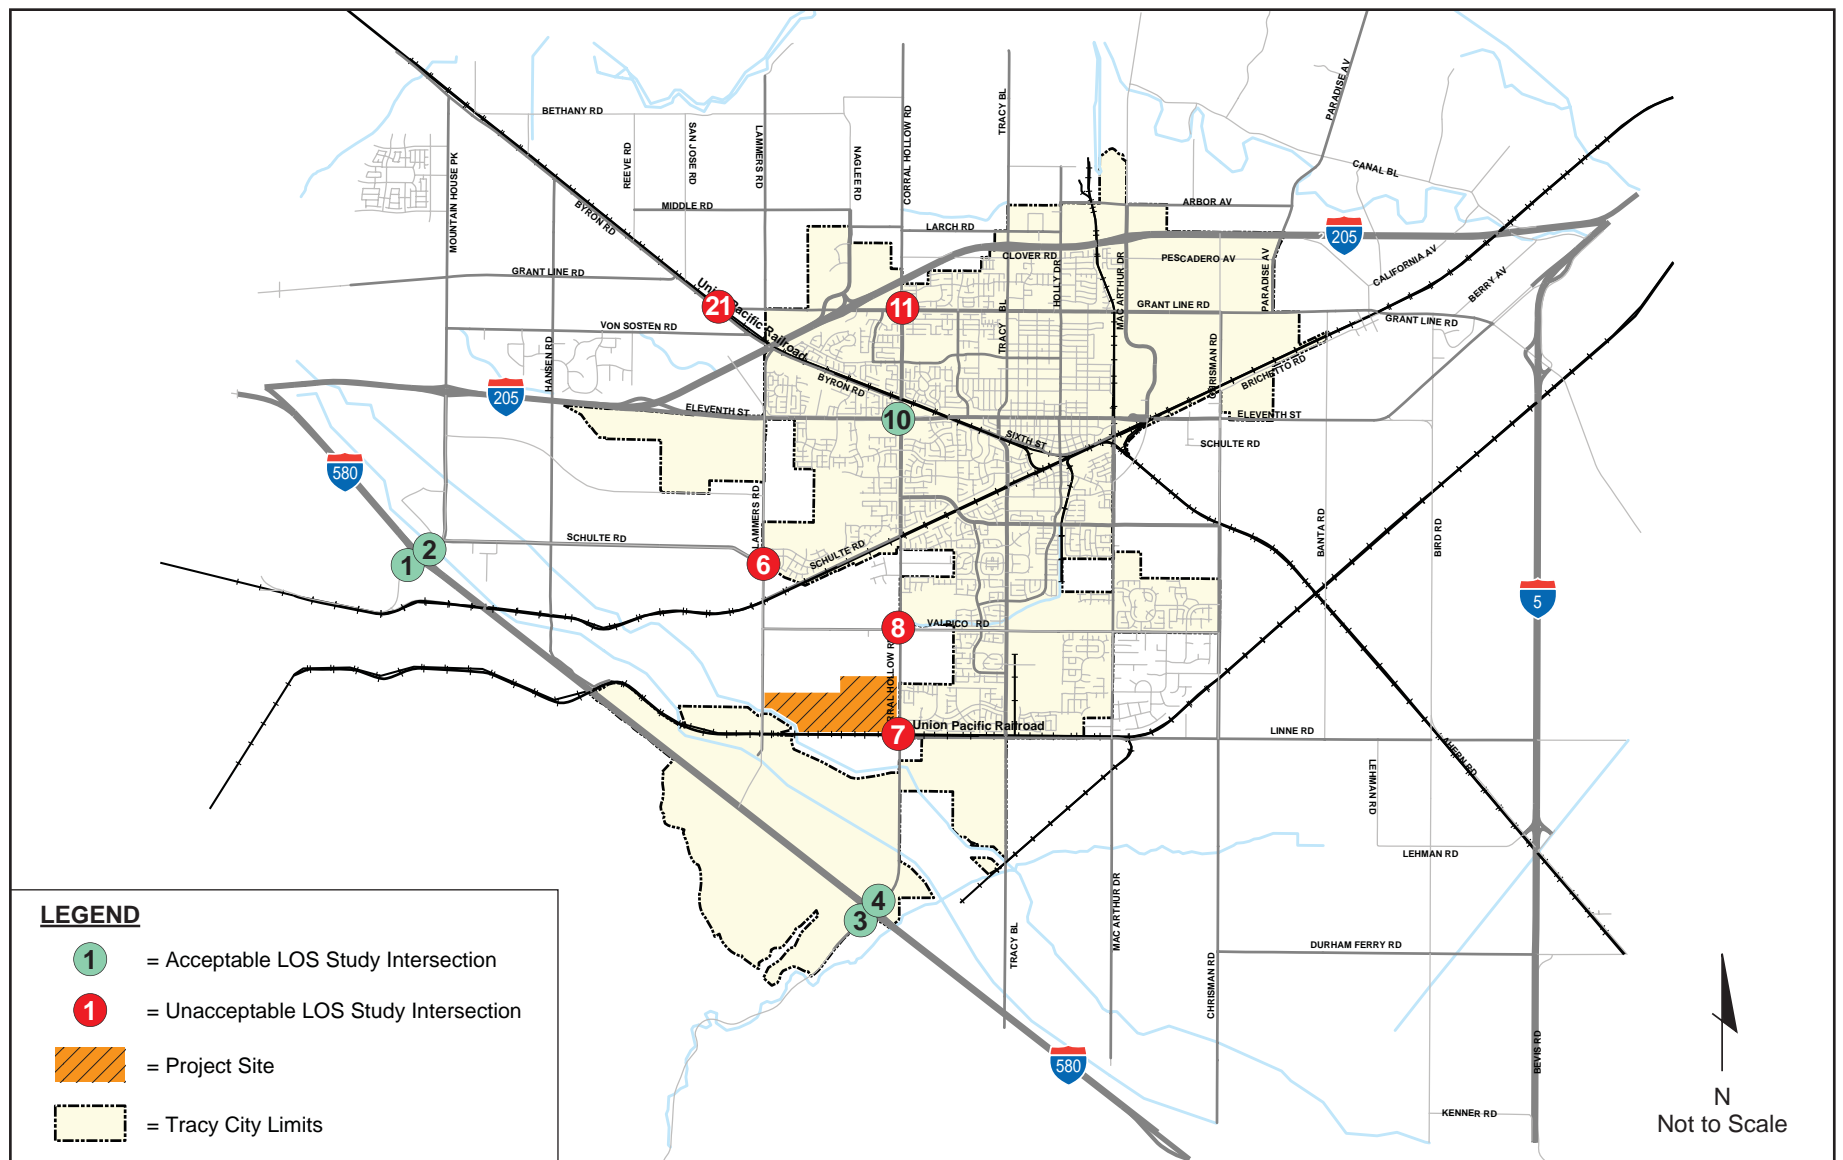 BETHANY RD
MOUNTAIN HOUSE PK
REEVE RD
SAN JOSE RD
LAMMERS RD
NAGLEE RD
CORRAL HOLLOW RD
TRACY BL
PARADISE AV
CANAL BL
BYRON RD
MIDDLE RD
LARCH RD
ARBOR AV
205
CLOVER RD
PESCADERO AV
CALIFORNIA AV
BERRY AV
GRANT LINE RD
HOLLY DR
MAC ARTHUR DR
PARADISE AV
Union Pacific Railroad
21
11
GRANT LINE RD
GRANT LINE RD
VON SOSTEN RD
TRACY BL
HANSEN RD
CHRISMAN RD
BRICHETTO RD
BYRON RD
205
ELEVENTH ST
10
ELEVENTH ST
SIXTH ST
SCHULTE RD
580
LAMMERS RD
BANTA RD
BIRD RD
SCHULTE RD
SCHULTE RD
1
2
6
5
8
VALPICO RD
7
Union Pacific Railroad
LINNE RD
AHERN RD
LEHMAN RD
LEHMAN RD
4
3
MAC ARTHUR DR
TRACY BL
DURHAM FERRY RD
CHRISMAN RD
580
BEVIS RD
KENNER RD
LEGEND
1 = Acceptable LOS Study Intersection
1 = Unacceptable LOS Study Intersection
= Project Site
= Tracy City Limits
N
Not to Scale